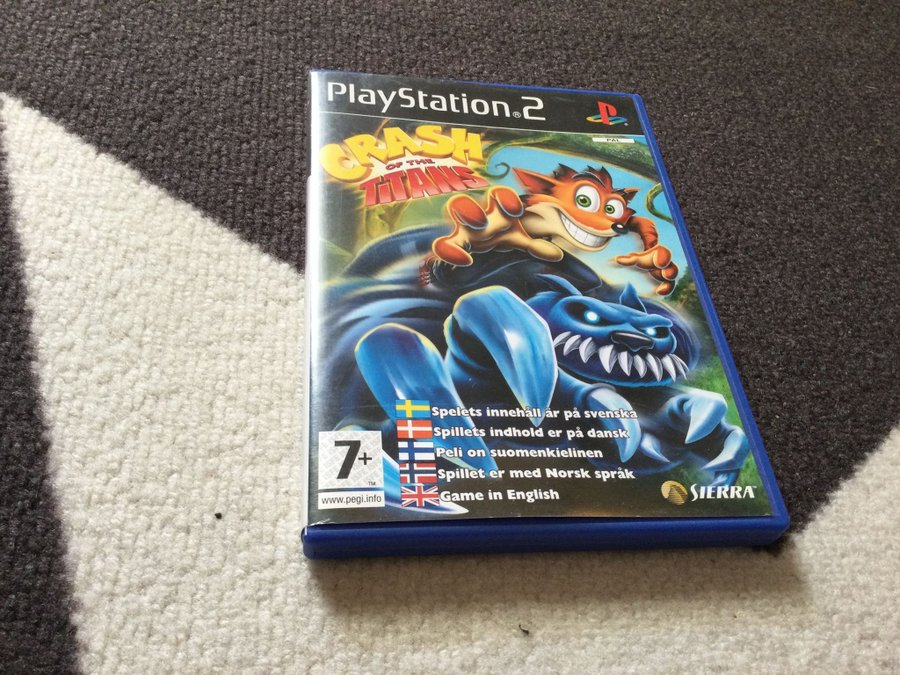 PlayStation®2
PAL
CRASH
OF THE
TITANS
Spelets innehåll är på svenska
Spillets indhold er på dansk
Peli on suomenkielinen
Spillet er med Norsk språk
Game in English
7+
TM
www.pegi.info
SIERRA